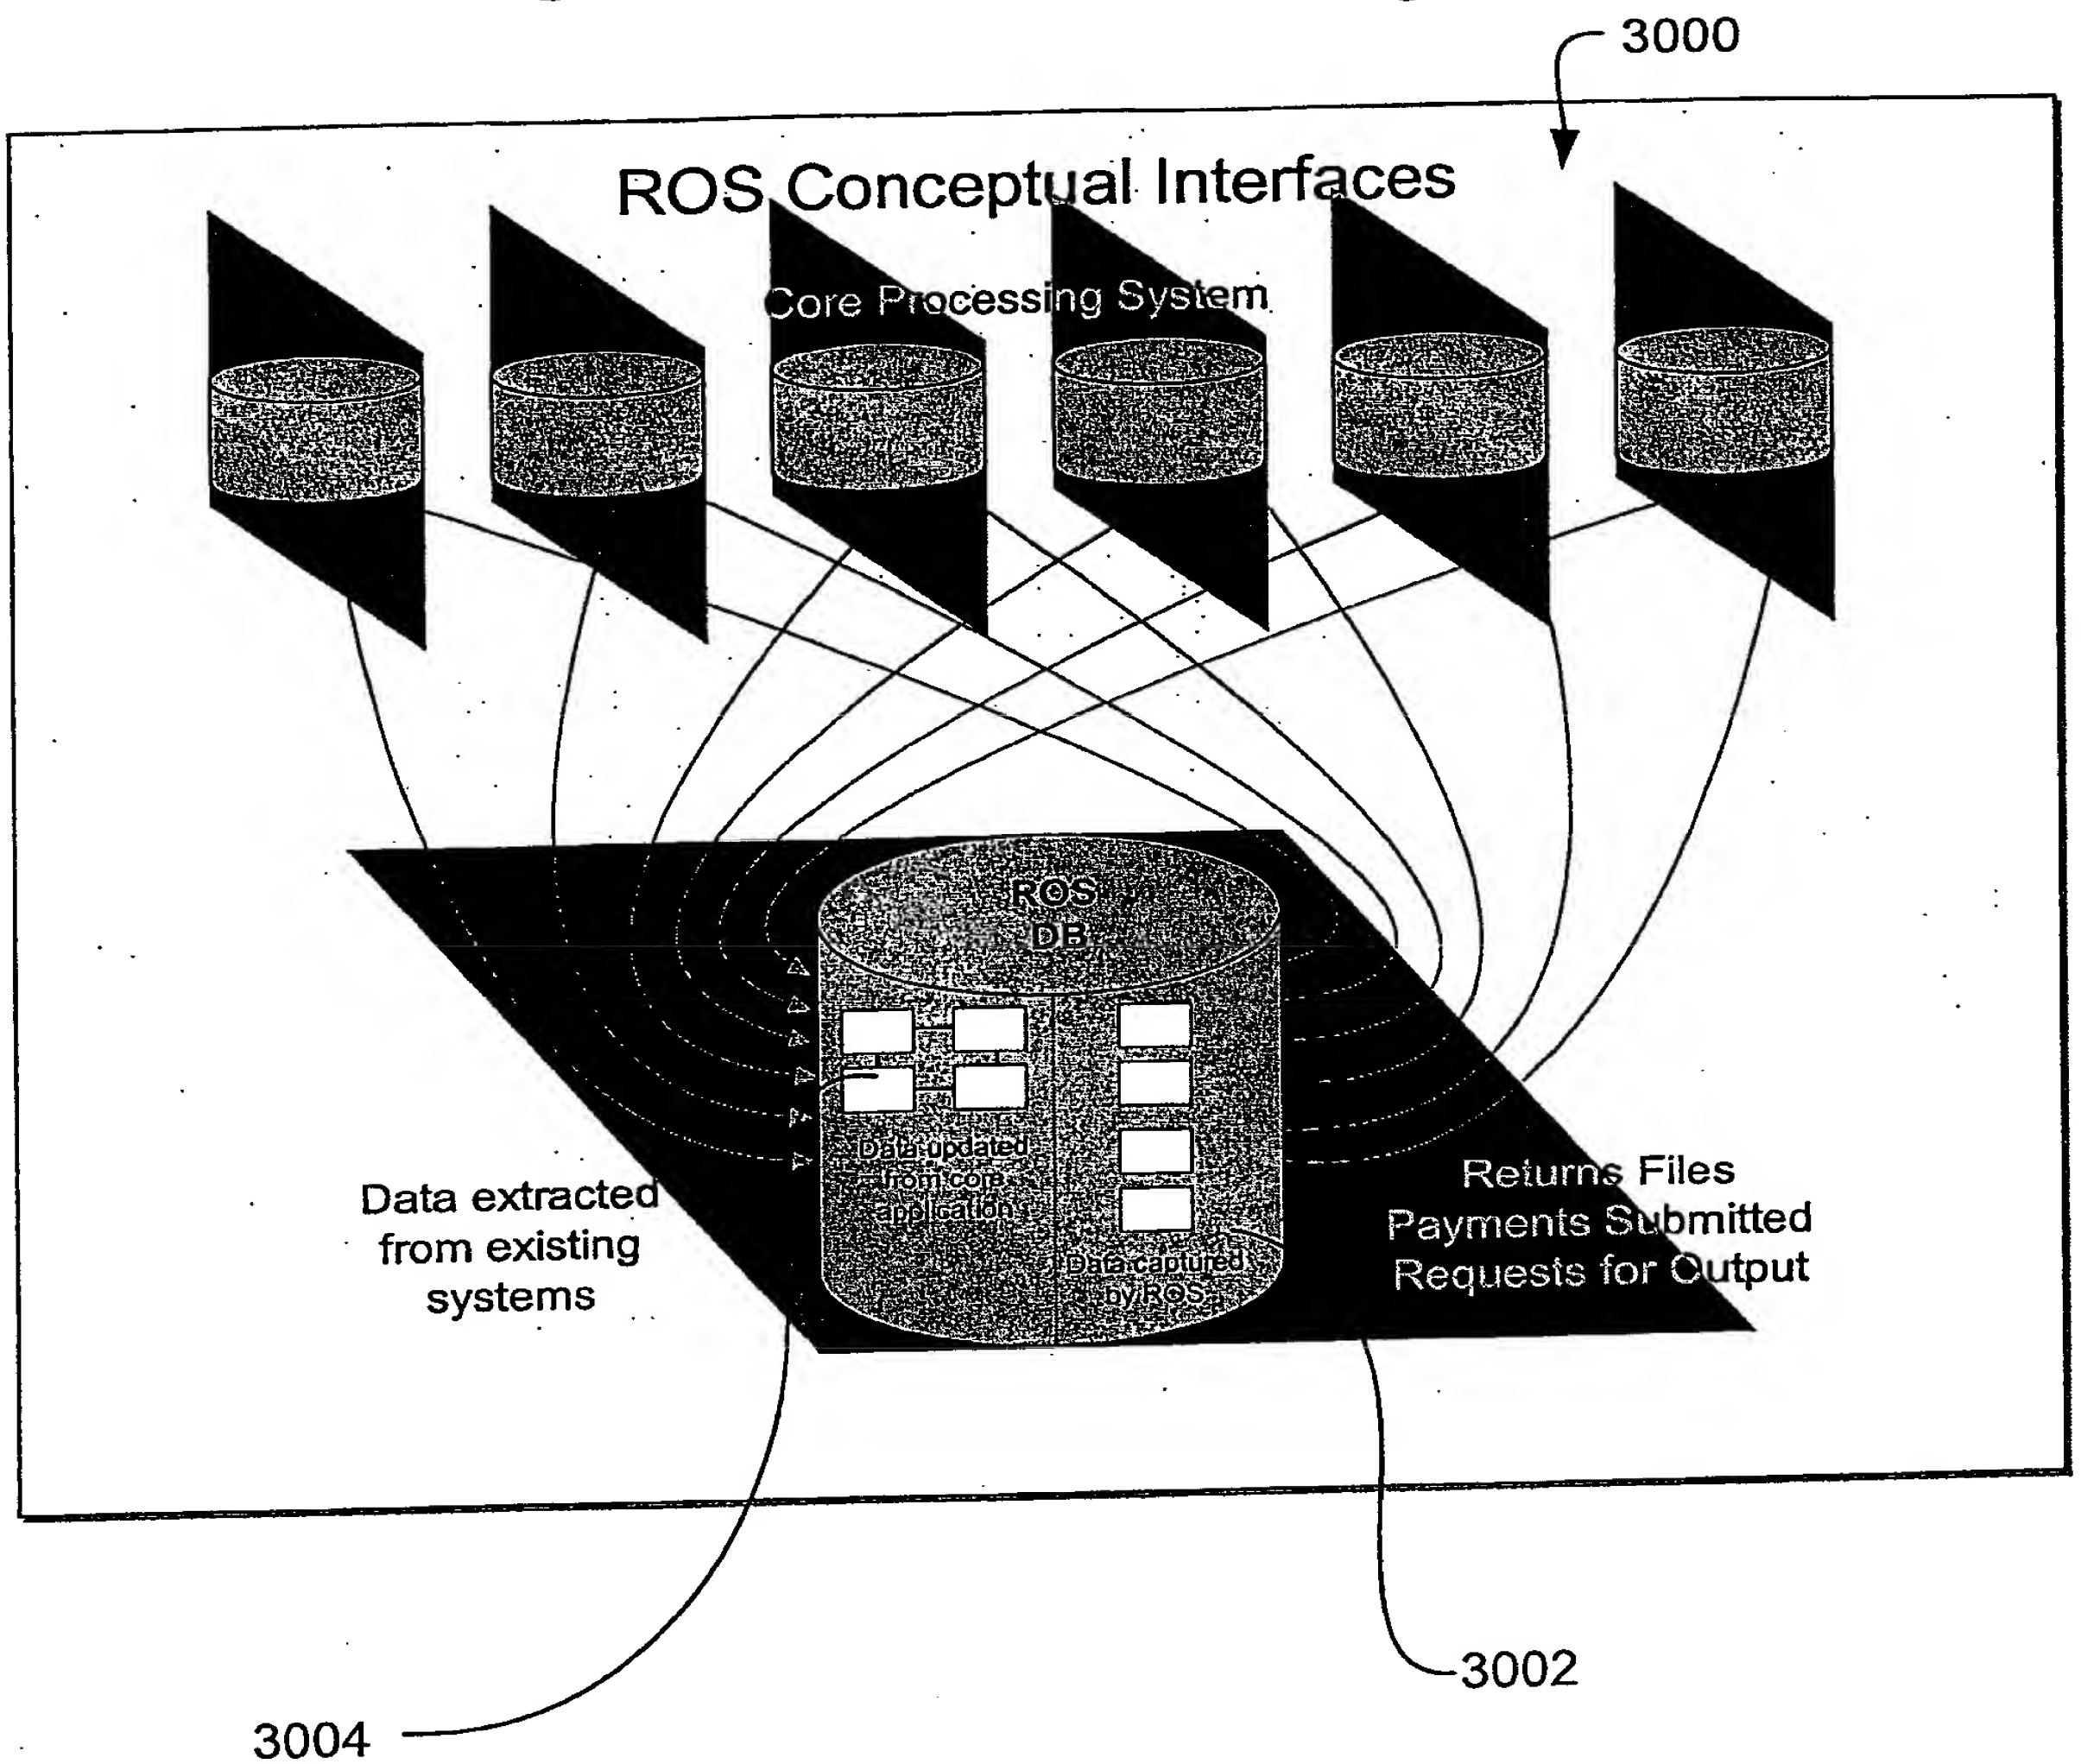 3000
ROS Conceptual Interfaces
Core Processing System
ROS
DB
Data updated
from core
application
Data captured
by ROS
Data extracted
from existing
systems
Returns Files
Payments Submitted
Requests for Output
3002
3004